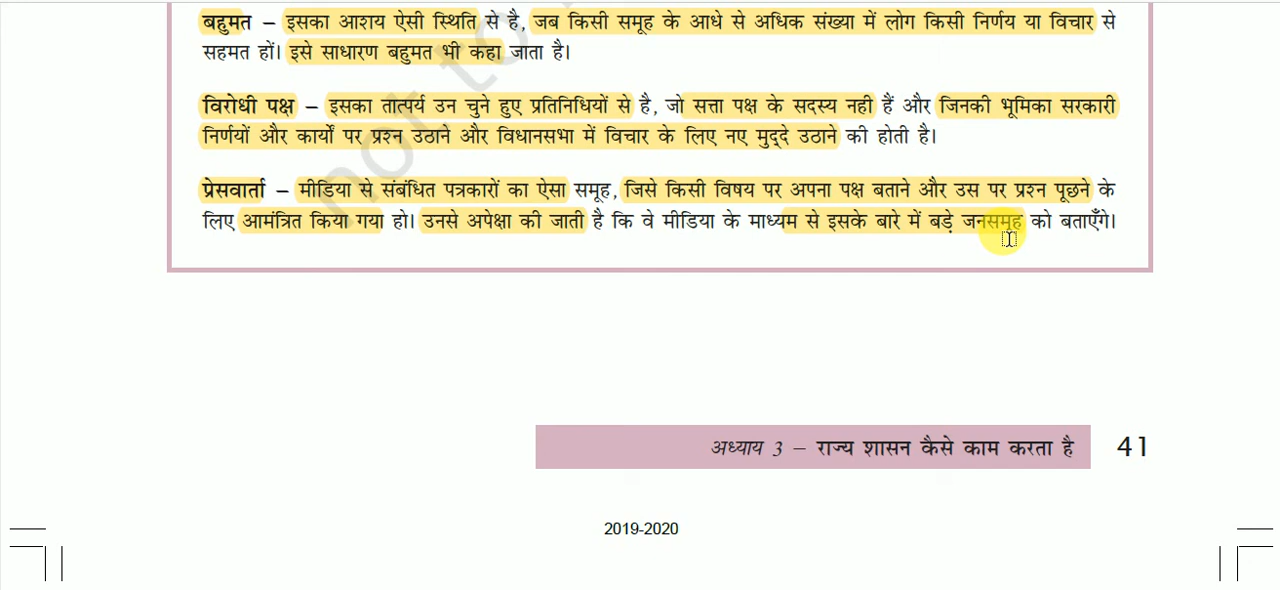 बहुमत – इसका आशय ऐसी स्थिति से है, जब किसी समूह के आधे से अधिक संख्या में लोग किसी निर्णय या विचार से
सहमत हों। इसे साधारण बहुमत भी कहा जाता है।
विरोधी पक्ष – इसका तात्पर्य उन चुने हुए प्रतिनिधियों से है, जो सत्ता पक्ष के सदस्य नही हैं और जिनकी भूमिका सरकारी
निर्णयों और कार्यों पर प्रश्न उठाने और विधानसभा में विचार के लिए नए मुद्दे उठाने की होती है।
प्रेसवार्ता – मीडिया से संबंधित पत्रकारों का ऐसा समूह, जिसे किसी विषय पर अपना पक्ष बताने और उस पर प्रश्न पूछने के
लिए आमंत्रित किया गया हो। उनसे अपेक्षा की जाती है कि वे मीडिया के माध्यम से इसके बारे में बड़े जनसमूह को बताएँगे।
not to
अध्याय 3 – राज्य शासन कैसे काम करता है 41
2019-2020